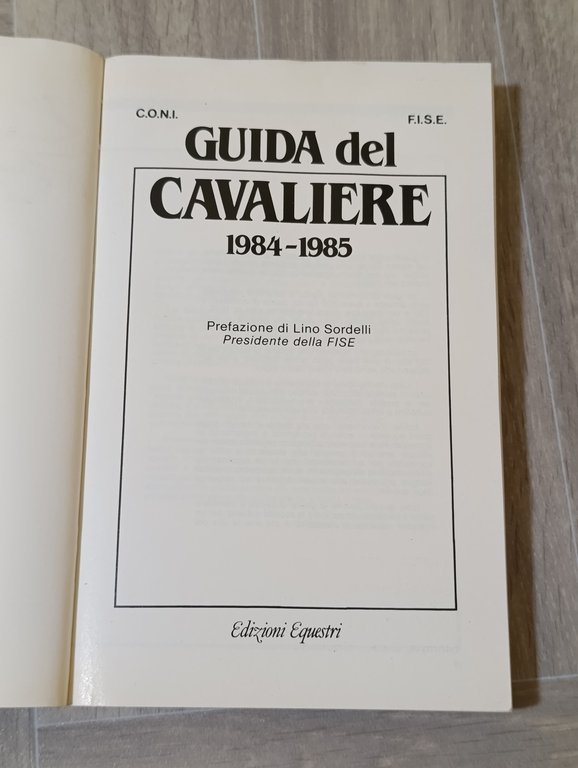 C.O.N.I.
F.I.S.E.
GUIDA del
CAVALIERE
1984-1985
Prefazione di Lino Sordelli
Presidente della FISE
Edizioni Equestri